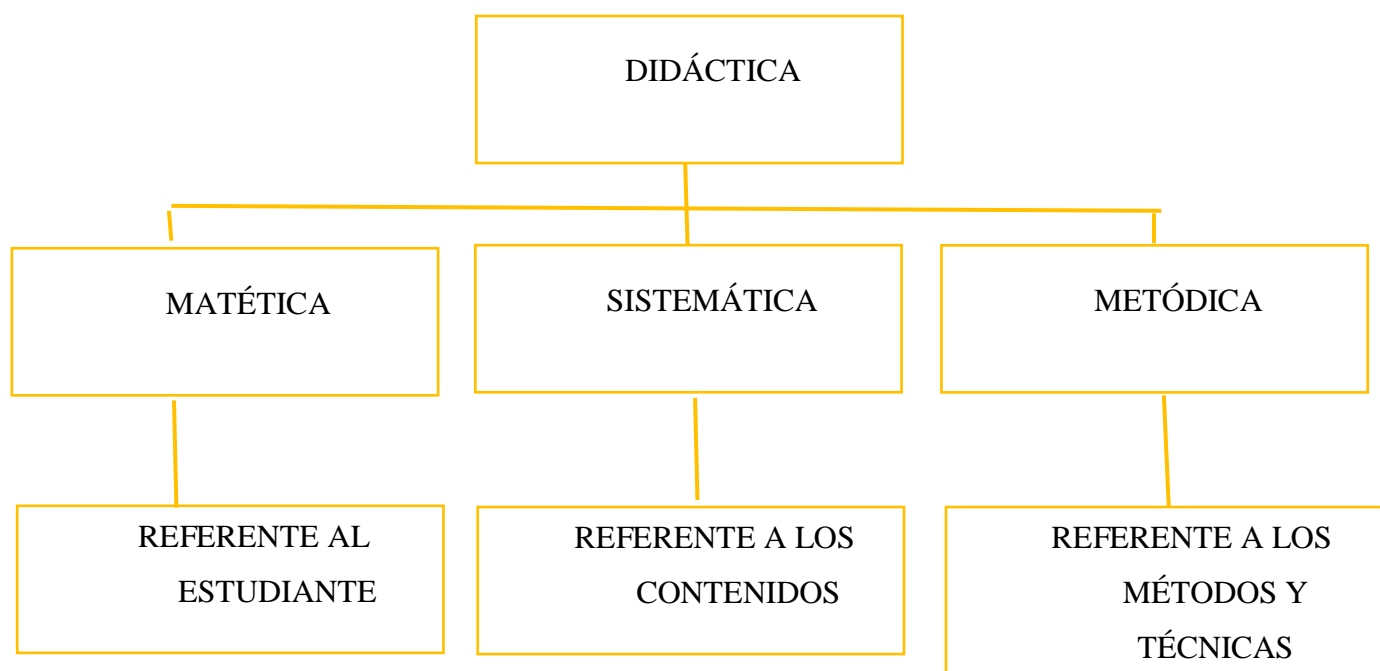 DIDÁCTICA
MATÉTICA
SISTEMÁTICA
METÓDICA
REFERENTE AL
ESTUDIANTE
REFERENTE A LOS
CONTENIDOS
REFERENTE A LOS
MÉTODOS Y
TÉCNICAS